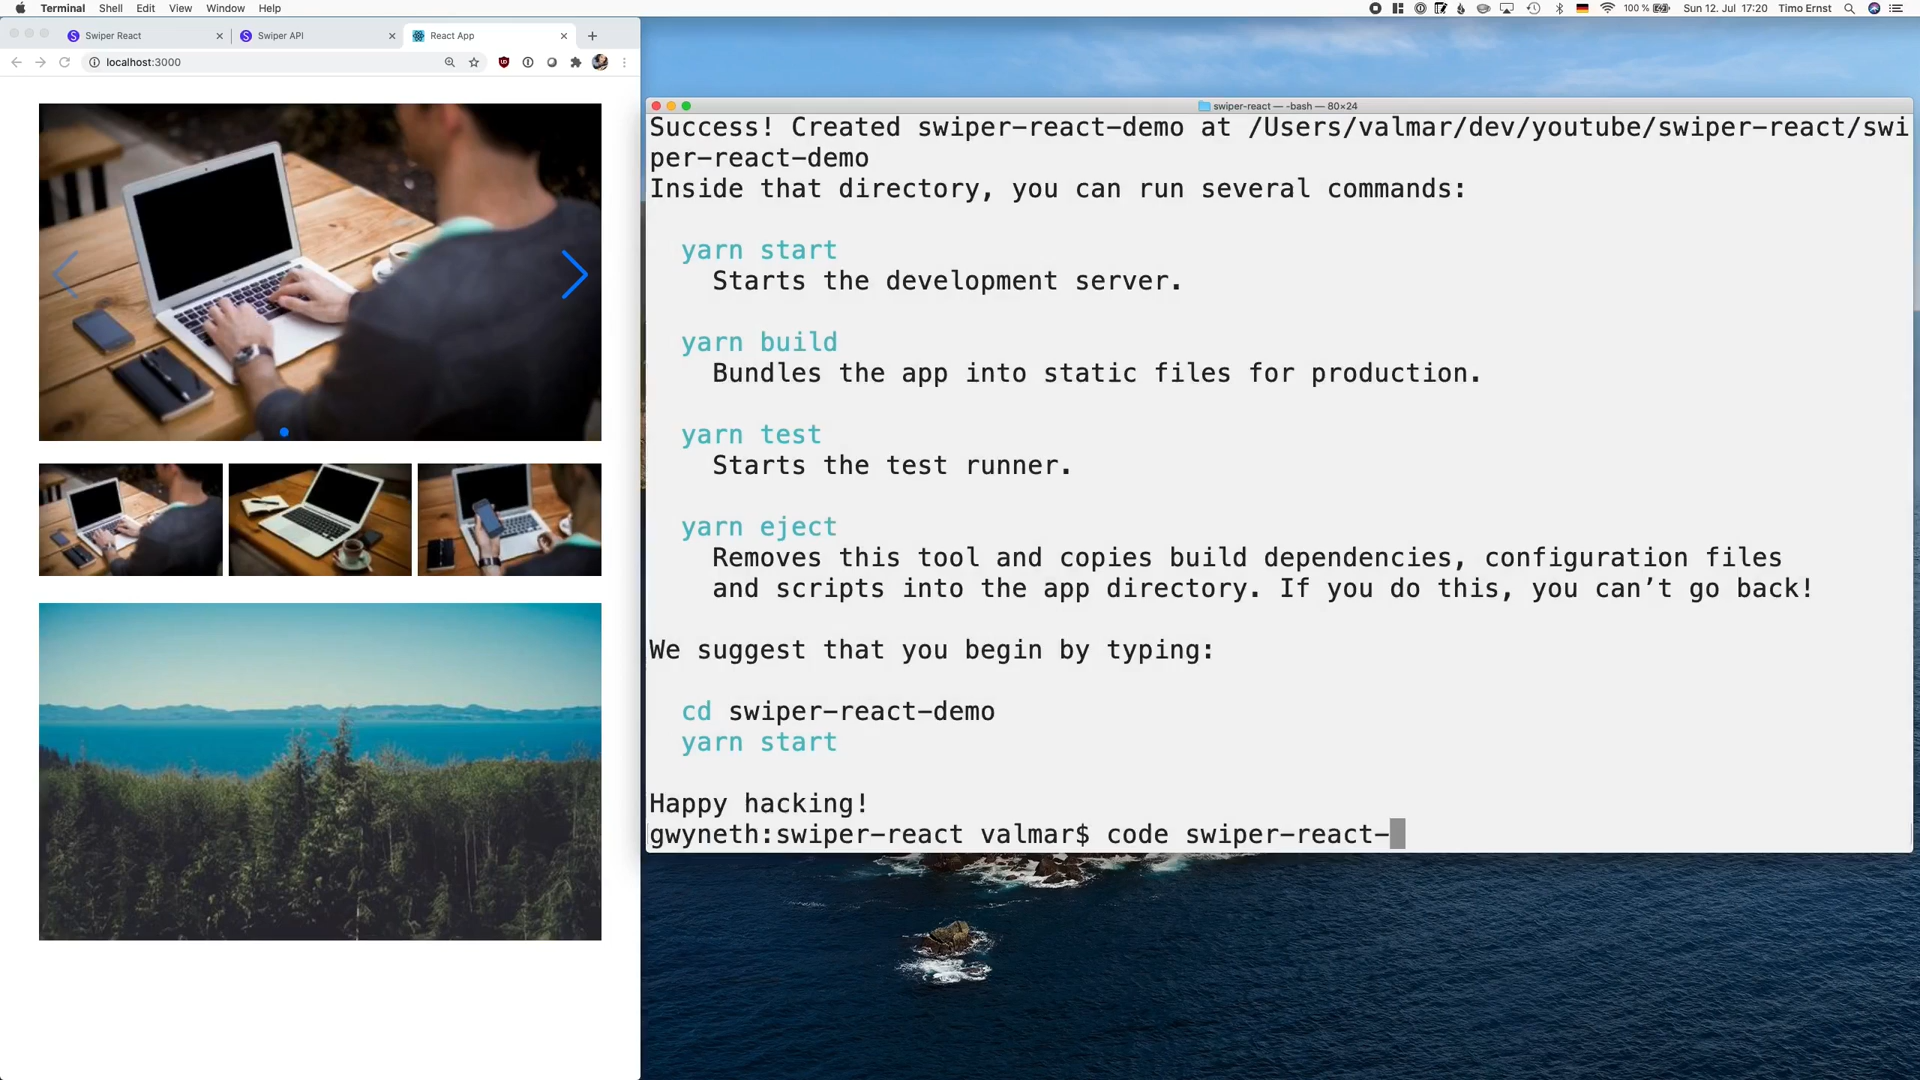 Terminal Shell Edit View Window Help 100 % Sun 12. Jul 17:20 Timo Ernst
Swiper React Swiper API React App
localhost:3000
swiper-react — -bash — 80×24
Success! Created swiper-react-demo at /Users/valmar/dev/youtube/swiper-react/swi
per-react-demo
Inside that directory, you can run several commands:
yarn start
Starts the development server.
yarn build
Bundles the app into static files for production.
yarn test
Starts the test runner.
yarn eject
Removes this tool and copies build dependencies, configuration files
and scripts into the app directory. If you do this, you can’t go back!
We suggest that you begin by typing:
cd swiper-react-demo
yarn start
Happy hacking!
gwyneth:swiper-react valmar$ code swiper-react-